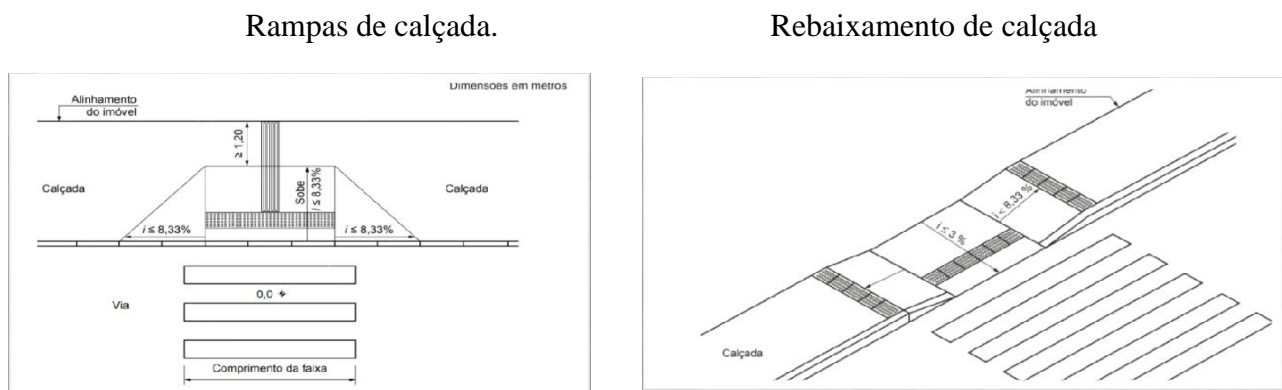 Rampas de calçada.
Rebaixamento de calçada
Dimensões em metros
Alinhamento
do imóvel
≥ 1,20
Calçada
Sobe
i ≤ 8,33%
Calçada
i ≤ 8,33%
i ≤ 8,33%
0,0
Via
Comprimento da faixa
Alinhamento
do imóvel
i ≤ 8,33 %
i ≤ 3 %
Calçada